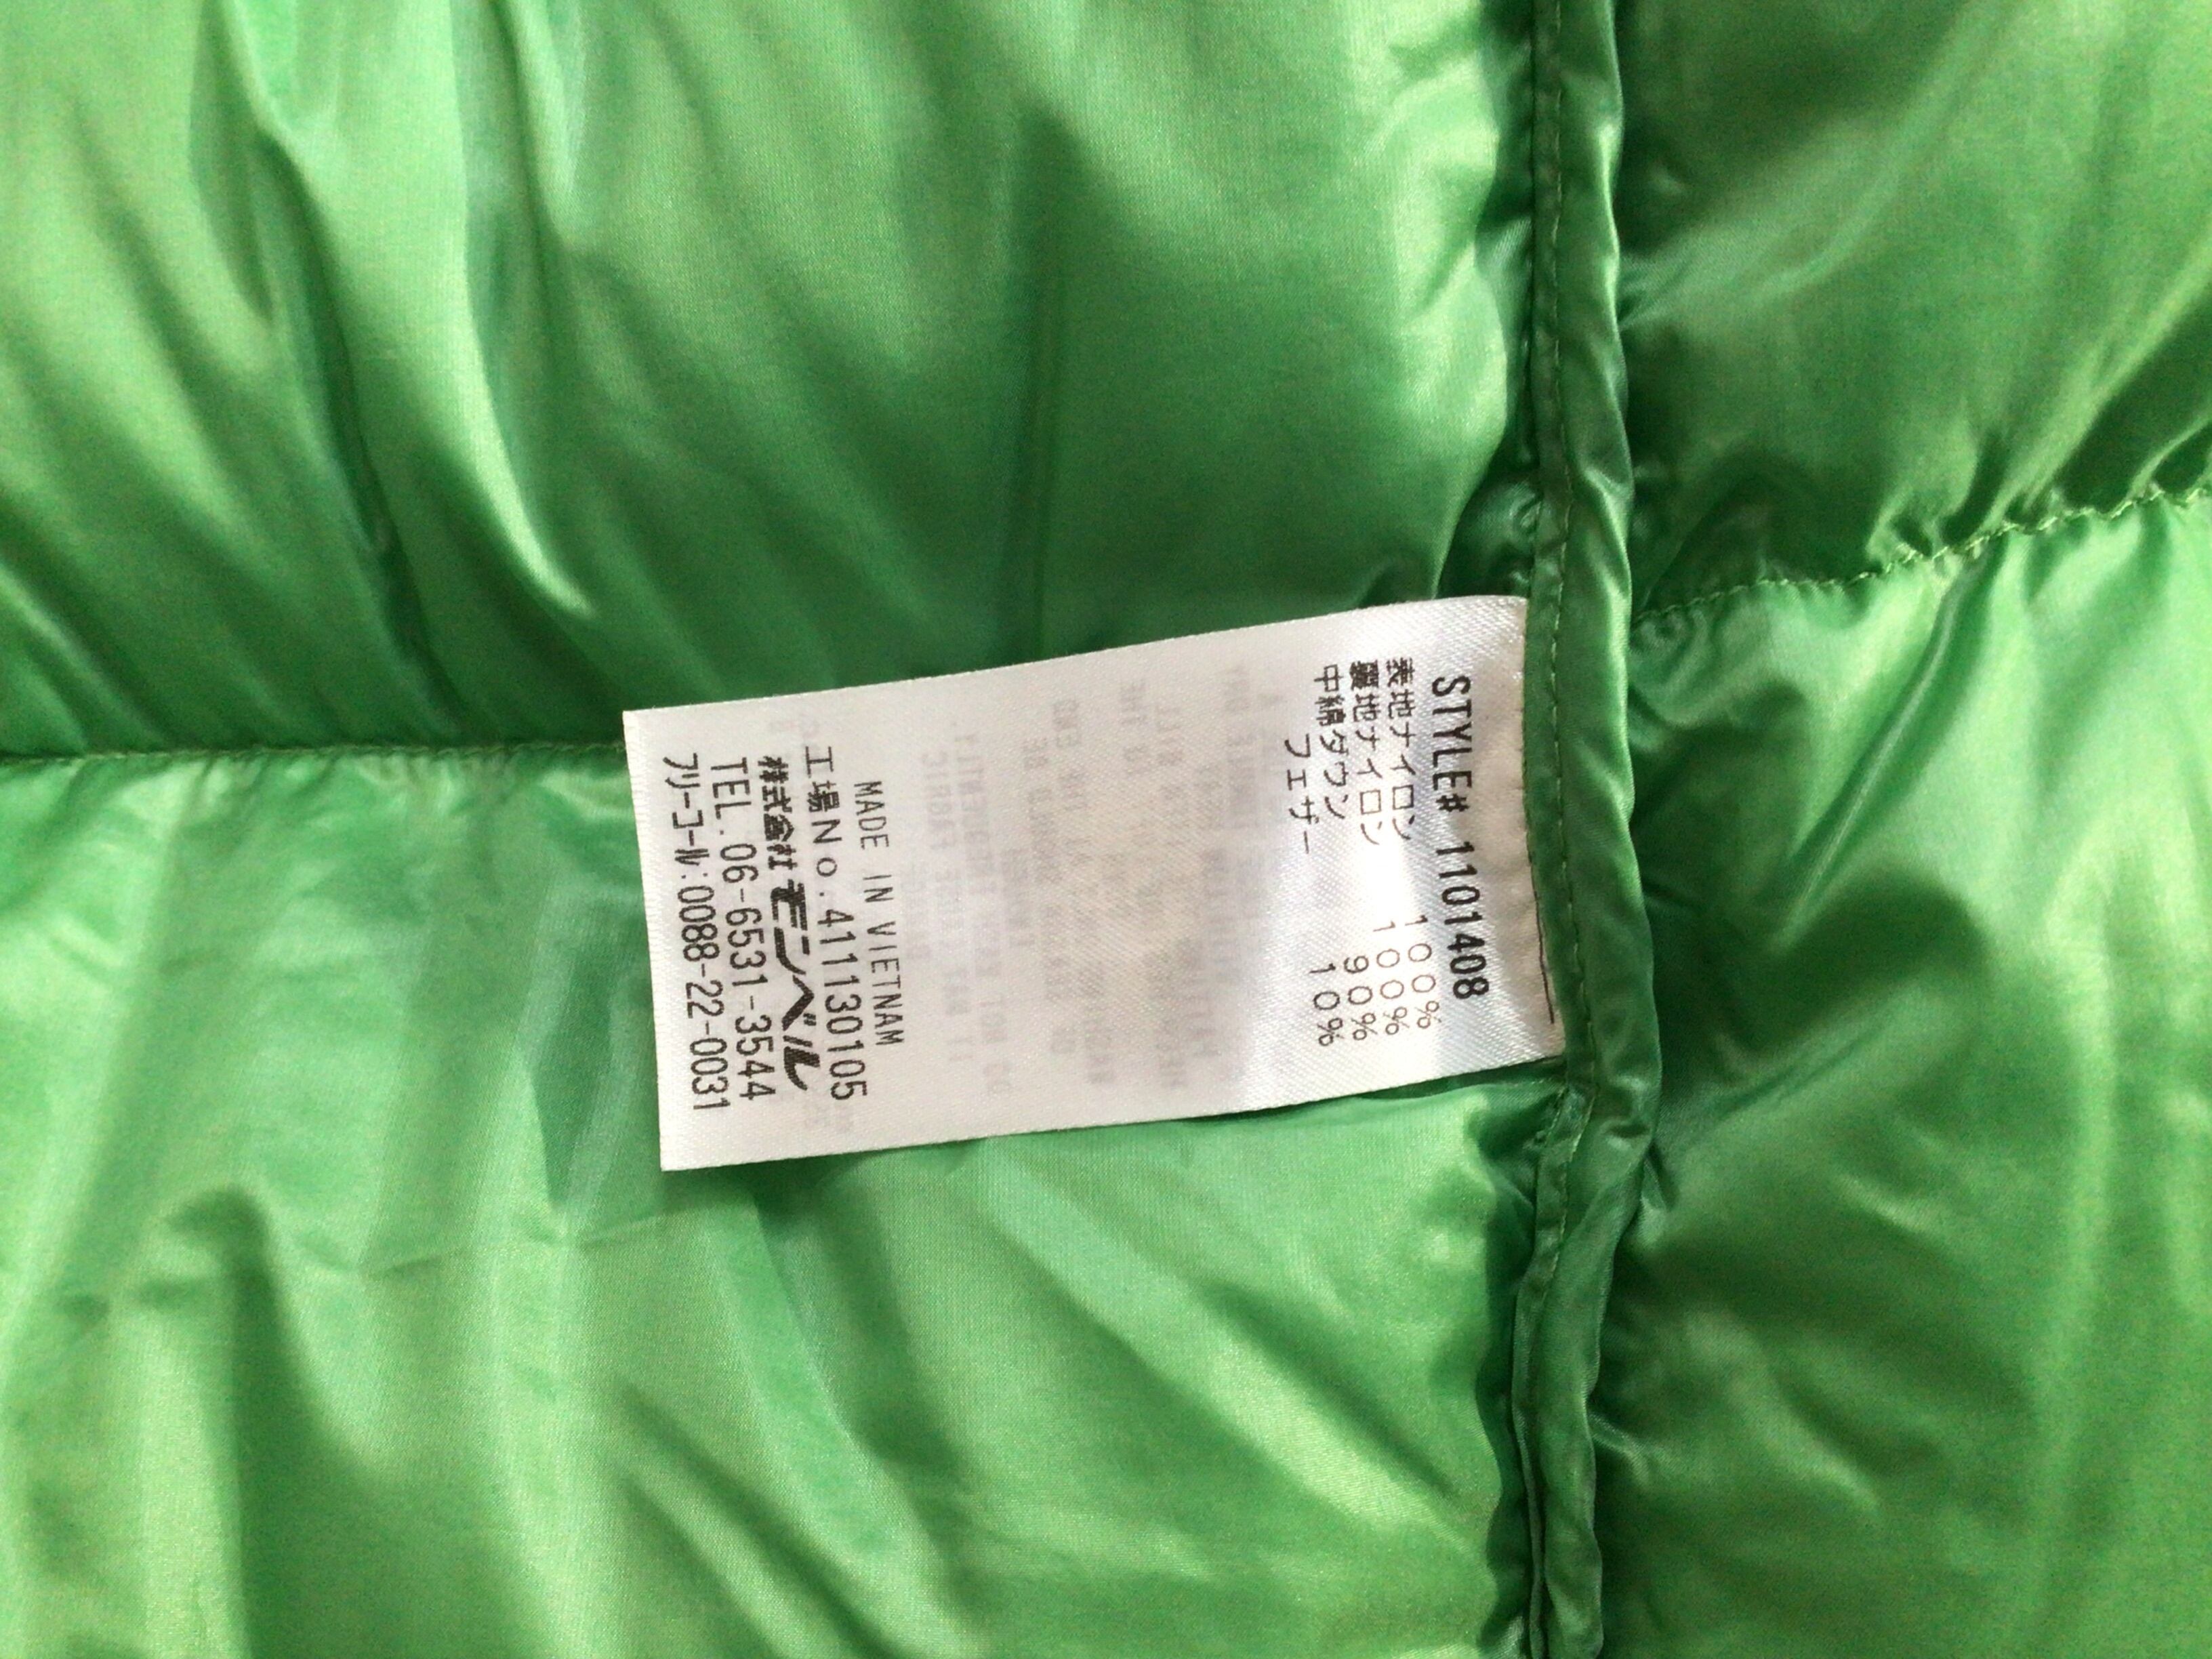 STYLE# 1101408
表地ナイロン 100%
裏地ナイロン 100%
中綿ダウン 90%
フェザー 10%
MADE IN VIETNAM
工場No.4111301055
株式会社モンベル
TEL.06-6531-3544
フリーコール:0088-22-0031